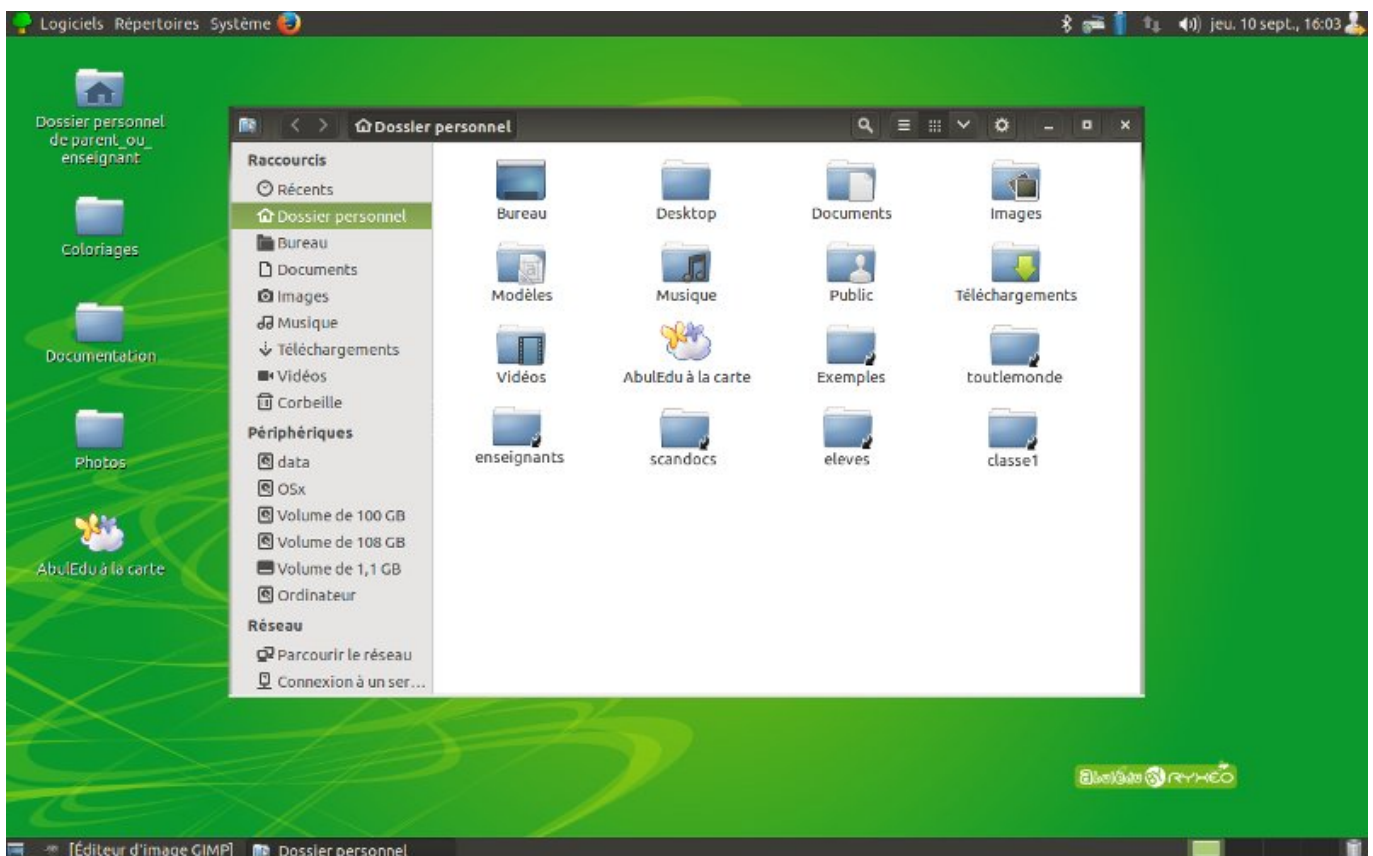 Logiciels Répertoires Système
jeu. 10 sept., 16:03
Dossier personnel
de parent_ou_
enseignant
Coloriages
Documentation
Photos
AbulEdu à la carte
Dossier personnel
Raccourcis
Récents
Dossier personnel
Bureau
Documents
Images
Musique
Téléchargements
Vidéos
Corbeille
Périphériques
data
OSx
Volume de 100 GB
Volume de 108 GB
Volume de 1,1 GB
Ordinateur
Réseau
Parcourir le réseau
Connexion à un ser...
Bureau Desktop Documents Images
Modèles Musique Public Téléchargements
Vidéos AbulEdu à la carte Exemples toutlemonde
enseignants scandocs eleves classe1
abulédu RYXÉO
[Éditeur d'image GIMP] Dossier personnel